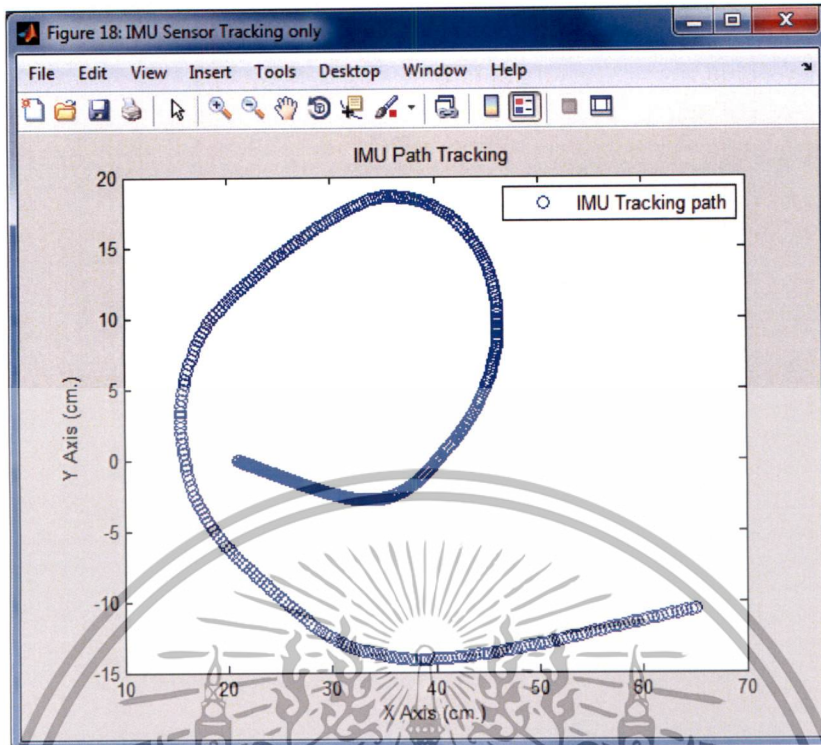 Figure 18: IMU Sensor Tracking only
File Edit View Insert Tools Desktop Window Help
IMU Path Tracking
IMU Tracking path
20
15
10
5
0
-5
-10
-15
Y Axis (cm.)
10 20 30 40 50 60 70
X Axis (cm.)